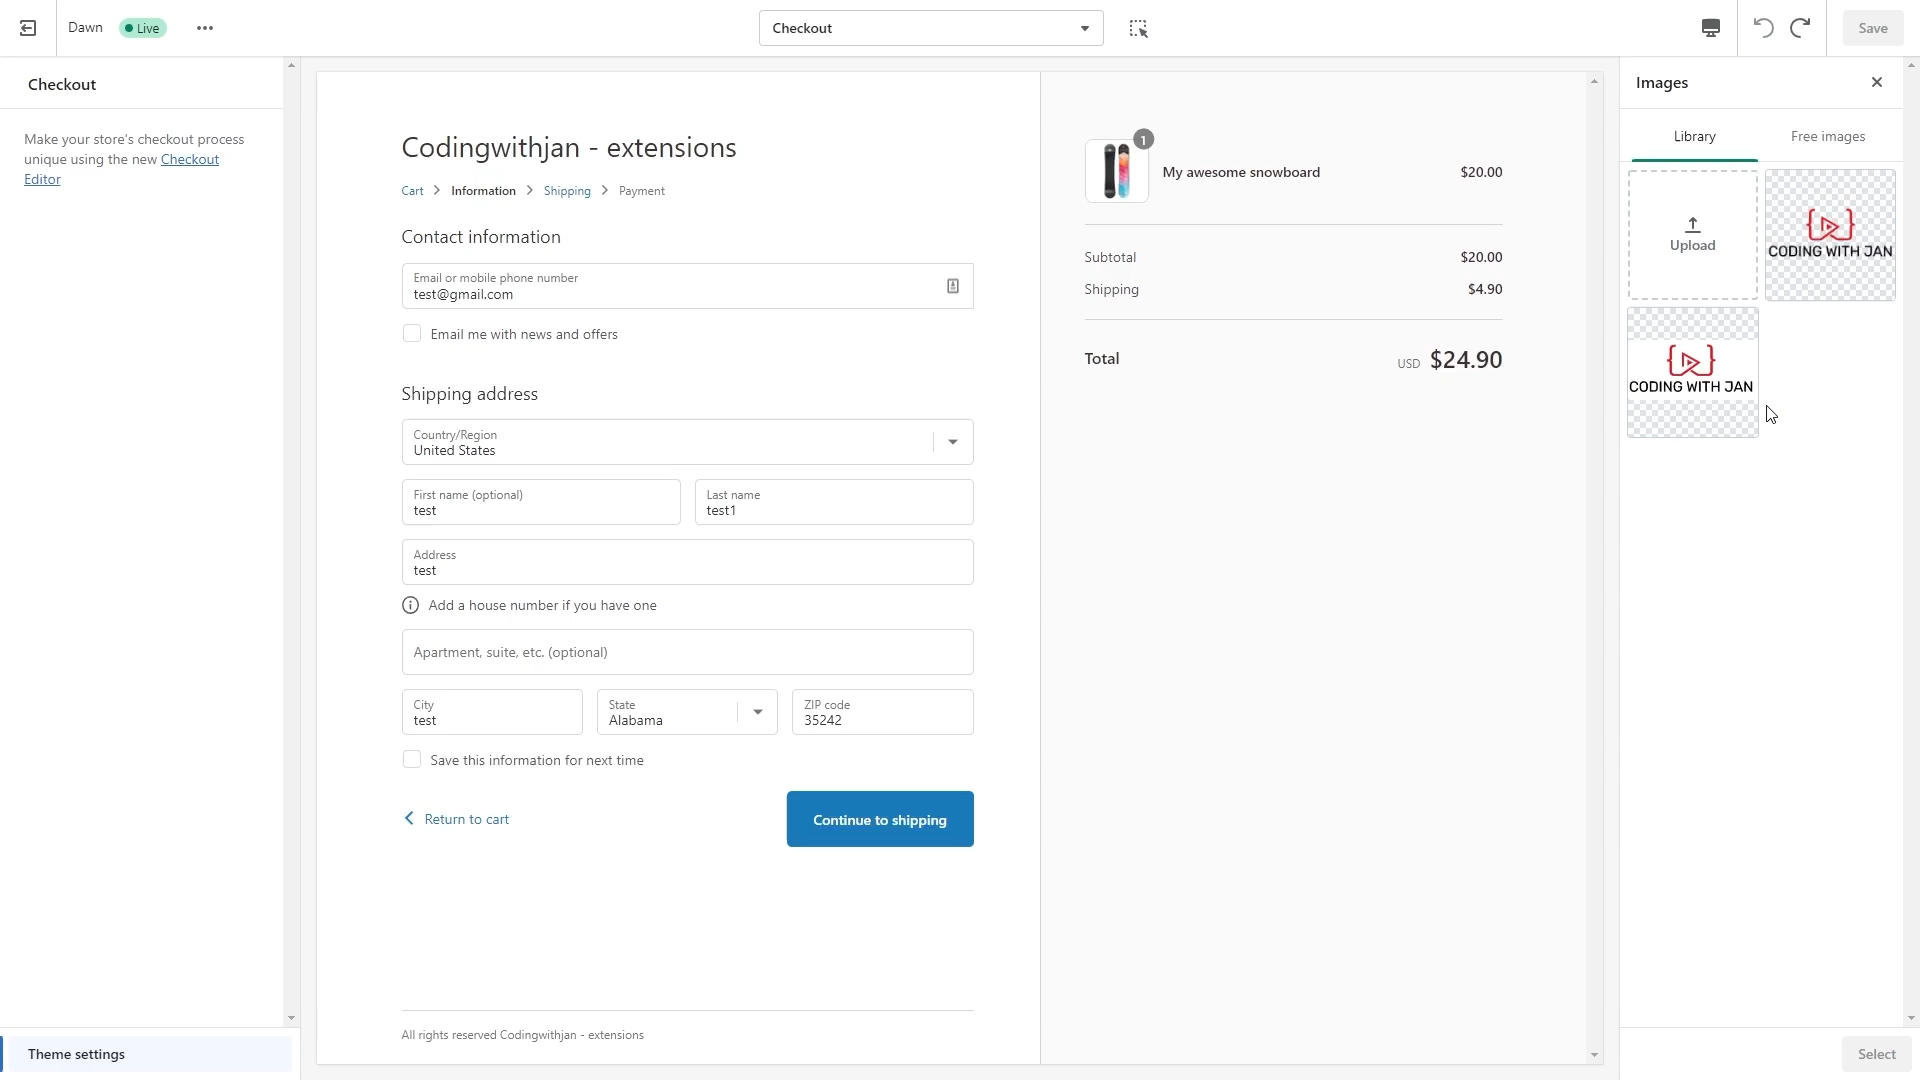 Dawn
Live
Checkout
Save
Checkout
Make your store's checkout process
unique using the new Checkout
Editor
Theme settings
Codingwithjan - extensions
Cart > Information > Shipping > Payment
Contact information
Email or mobile phone number
test@gmail.com
Email me with news and offers
Shipping address
Country/Region
United States
First name (optional)
test
Last name
test1
Address
test
Add a house number if you have one
Apartment, suite, etc. (optional)
City
test
State
Alabama
ZIP code
35242
Save this information for next time
Return to cart
Continue to shipping
All rights reserved Codingwithjan - extensions
1
My awesome snowboard $20.00
Subtotal $20.00
Shipping $4.90
Total USD $24.90
Images
Library Free images
Upload
CODING WITH JAN
CODING WITH JAN
Select